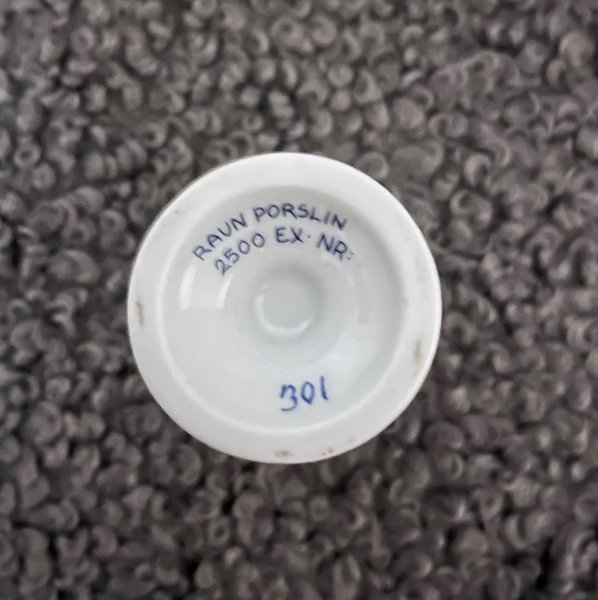 RAUN PORSLIN
2500 EX. NR:
301